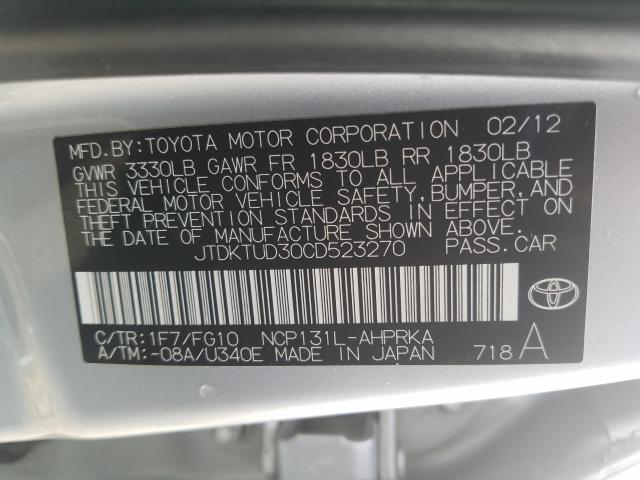 MFD.BY:TOYOTA MOTOR CORPORATION 02/12
GVWR 3330LB GAWR FR 1830LB RR 1830LB
THIS VEHICLE CONFORMS TO ALL APPLICABLE
FEDERAL MOTOR VEHICLE SAFETY,BUMPER,AND
THEFT PREVENTION STANDARDS IN EFFECT ON
THE DATE OF MANUFACTURE SHOWN ABOVE.
JTDKTUD30CD523270 PASS.CAR
C/TR:1F7/FG10 NCP131L-AHPRKA
A/TM:-08A/U340E MADE IN JAPAN 718 A